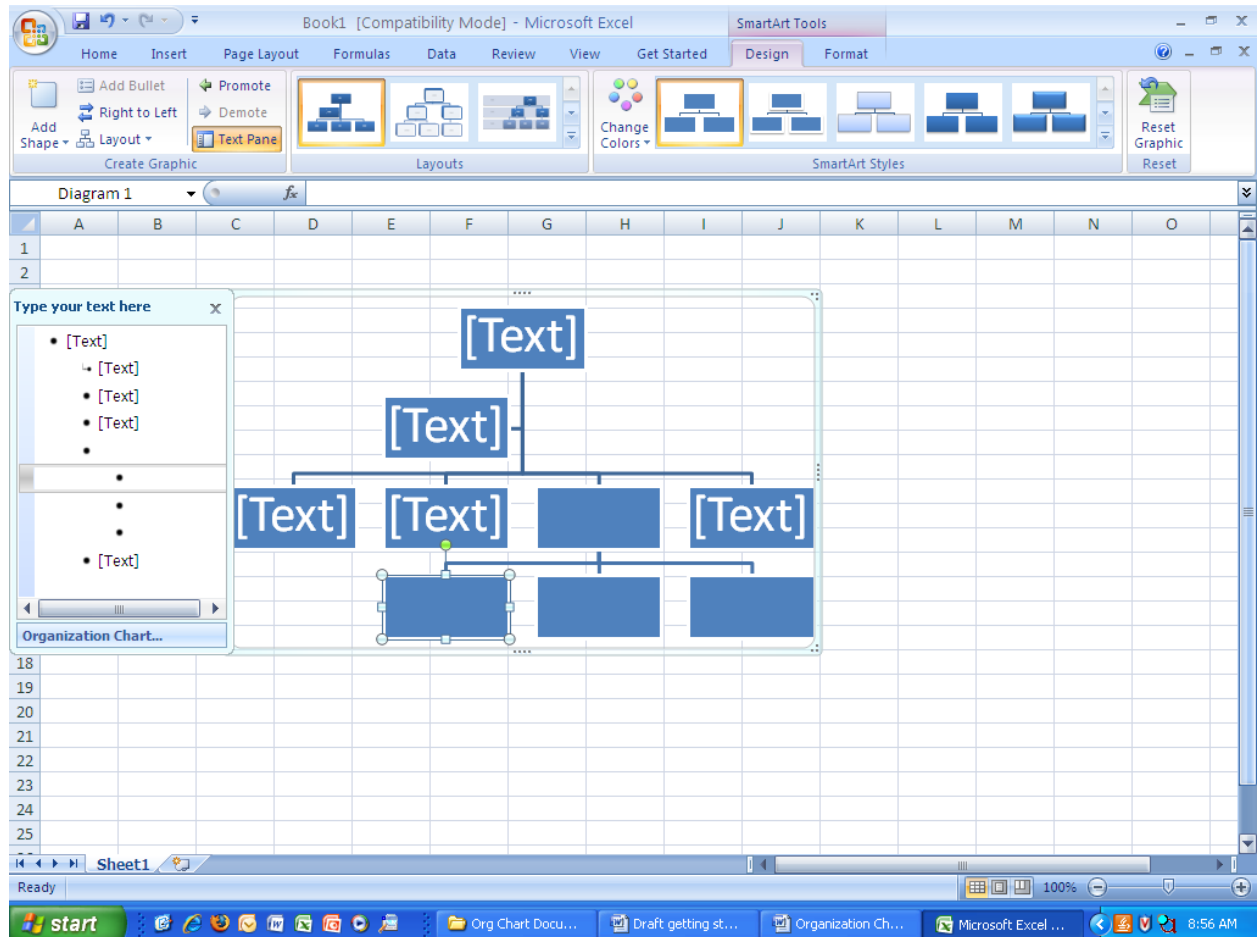 Book1 [Compatibility Mode] - Microsoft Excel
SmartArt Tools
Home Insert Page Layout Formulas Data Review View Get Started Design Format
Add Shape
Add Bullet
Right to Left
Layout
Promote
Demote
Text Pane
Create Graphic
Layouts
Change Colors
SmartArt Styles
Reset Graphic
Reset
Diagram 1
fx
A B C D E F G H I J K L M N O
1
2
Type your text here X
[Text]
[Text]
[Text]
[Text]
[Text]
Organization Chart...
[Text]
[Text]
[Text] [Text] [Text]
18
19
20
21
22
23
24
25
Sheet1
Ready
100%
start
Org Chart Docu...
Draft getting st...
Organization Ch...
Microsoft Excel ...
8:56 AM